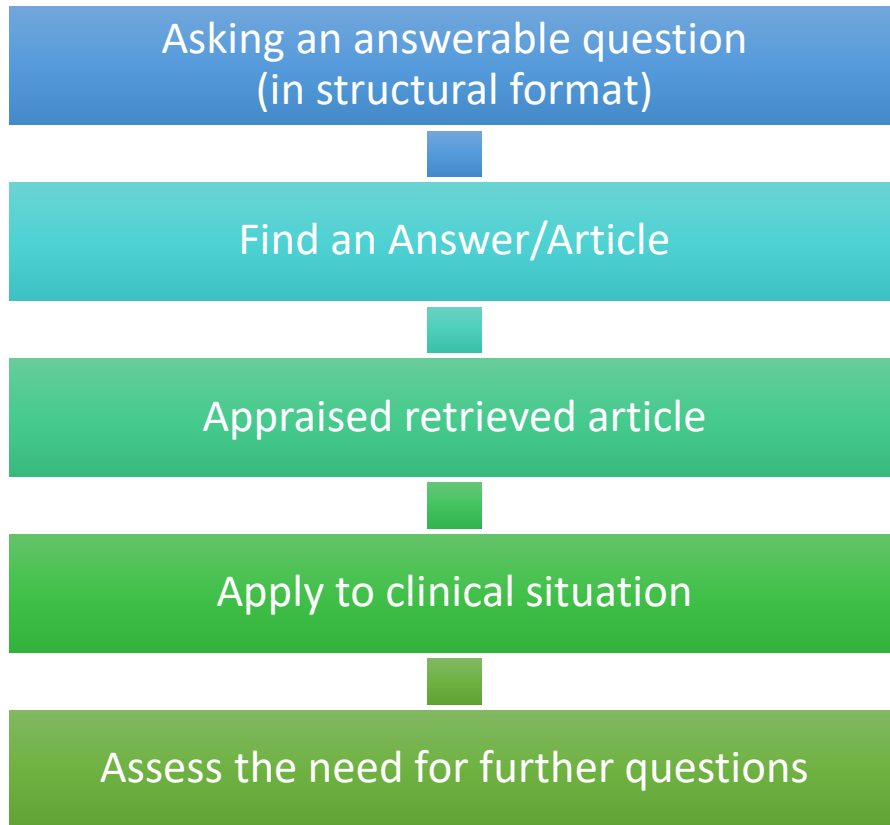 Asking an answerable question
(in structural format)
Find an Answer/Article
Appraised retrieved article
Apply to clinical situation
Assess the need for further questions